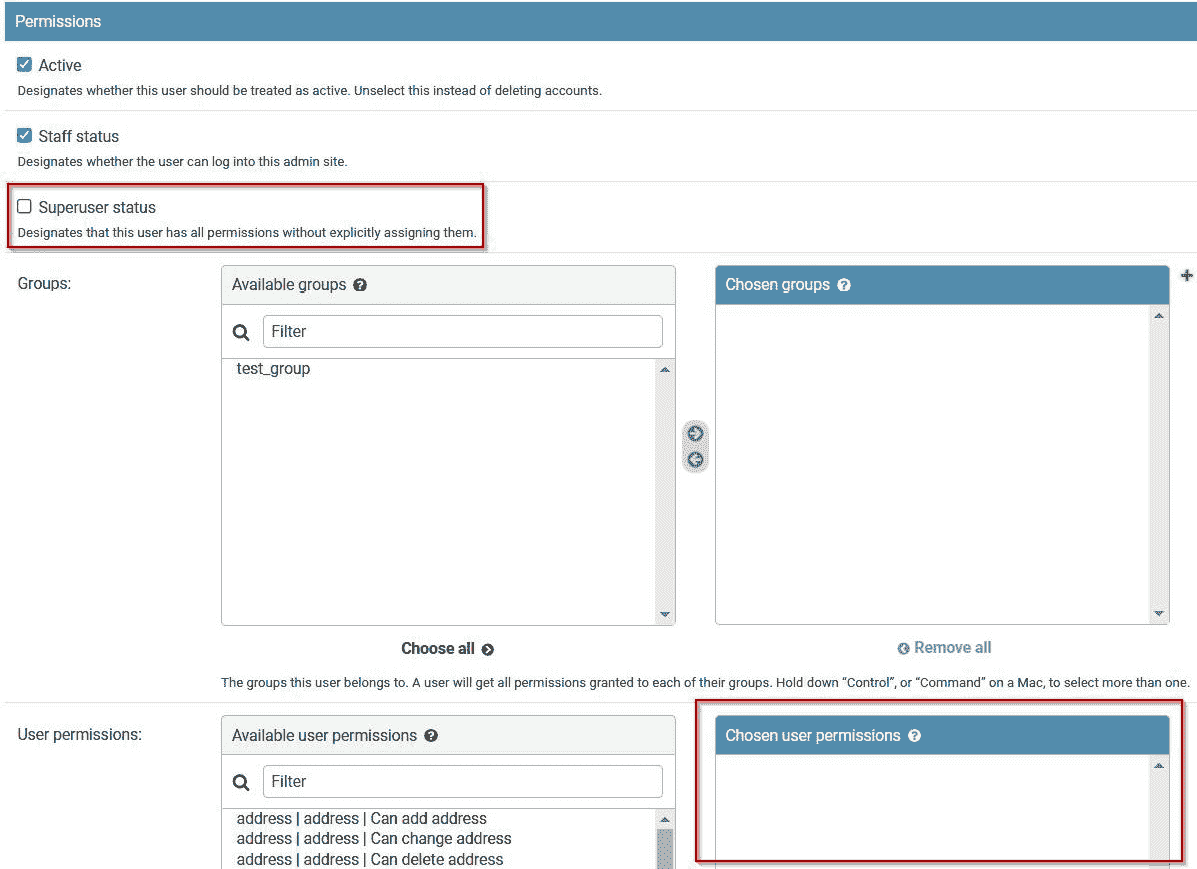 Permissions
Active
Designates whether this user should be treated as active. Unselect this instead of deleting accounts.
Staff status
Designates whether the user can log into this admin site.
Superuser status
Designates that this user has all permissions without explicitly assigning them.
Groups:
Available groups ?
Filter
test_group
Choose all
Chosen groups ?
Remove all
The groups this user belongs to. A user will get all permissions granted to each of their groups. Hold down “Control”, or “Command” on a Mac, to select more than one.
User permissions:
Available user permissions ?
Filter
address | address | Can add address
address | address | Can change address
address | address | Can delete address
Chosen user permissions ?